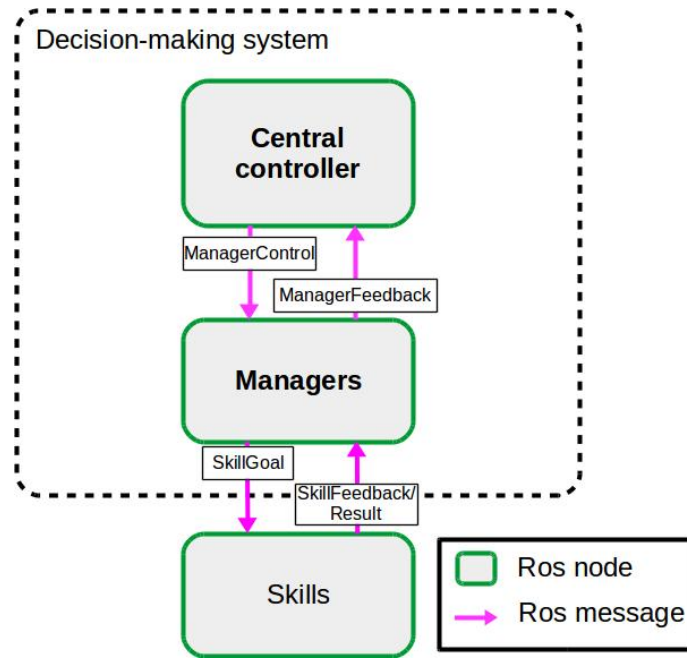 Decision-making system
Central
controller
ManagerControl
ManagerFeedback
Managers
SkillGoal
SkillFeedback/
Result
Skills
Ros node
Ros message